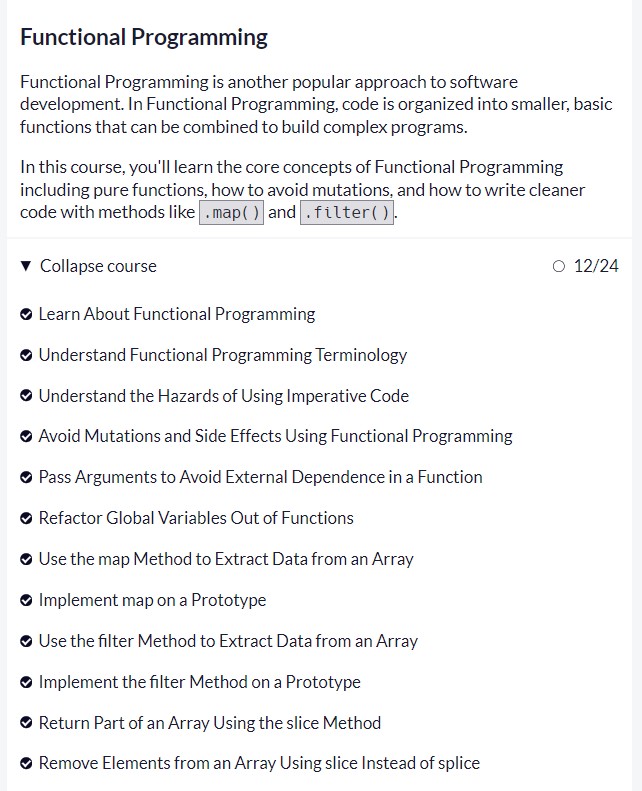 Functional Programming
Functional Programming is another popular approach to software
development. In Functional Programming, code is organized into smaller, basic
functions that can be combined to build complex programs.
In this course, you'll learn the core concepts of Functional Programming
including pure functions, how to avoid mutations, and how to write cleaner
code with methods like .map() and .filter().
Collapse course 12/24
Learn About Functional Programming
Understand Functional Programming Terminology
Understand the Hazards of Using Imperative Code
Avoid Mutations and Side Effects Using Functional Programming
Pass Arguments to Avoid External Dependence in a Function
Refactor Global Variables Out of Functions
Use the map Method to Extract Data from an Array
Implement map on a Prototype
Use the filter Method to Extract Data from an Array
Implement the filter Method on a Prototype
Return Part of an Array Using the slice Method
Remove Elements from an Array Using slice Instead of splice